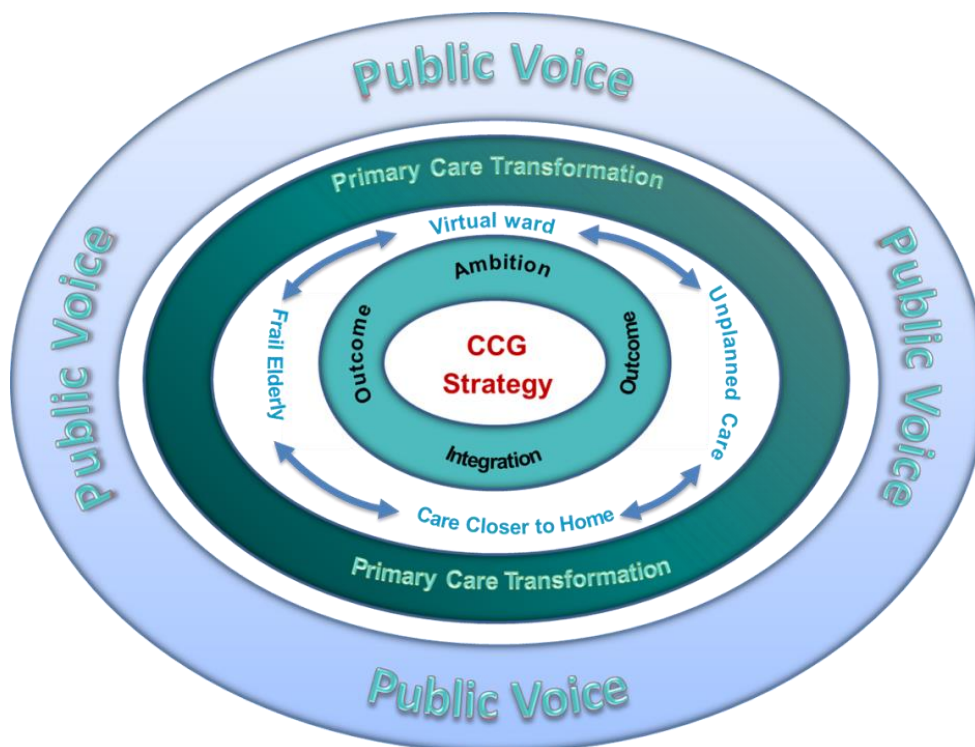 Public Voice
Primary Care Transformation
Virtual ward
Ambition
Public Voice
Frail Elderly
Outcome
CCG
Strategy
Outcome
Unplanned Care
Public Voice
Integration
Care Closer to Home
Primary Care Transformation
Public Voice